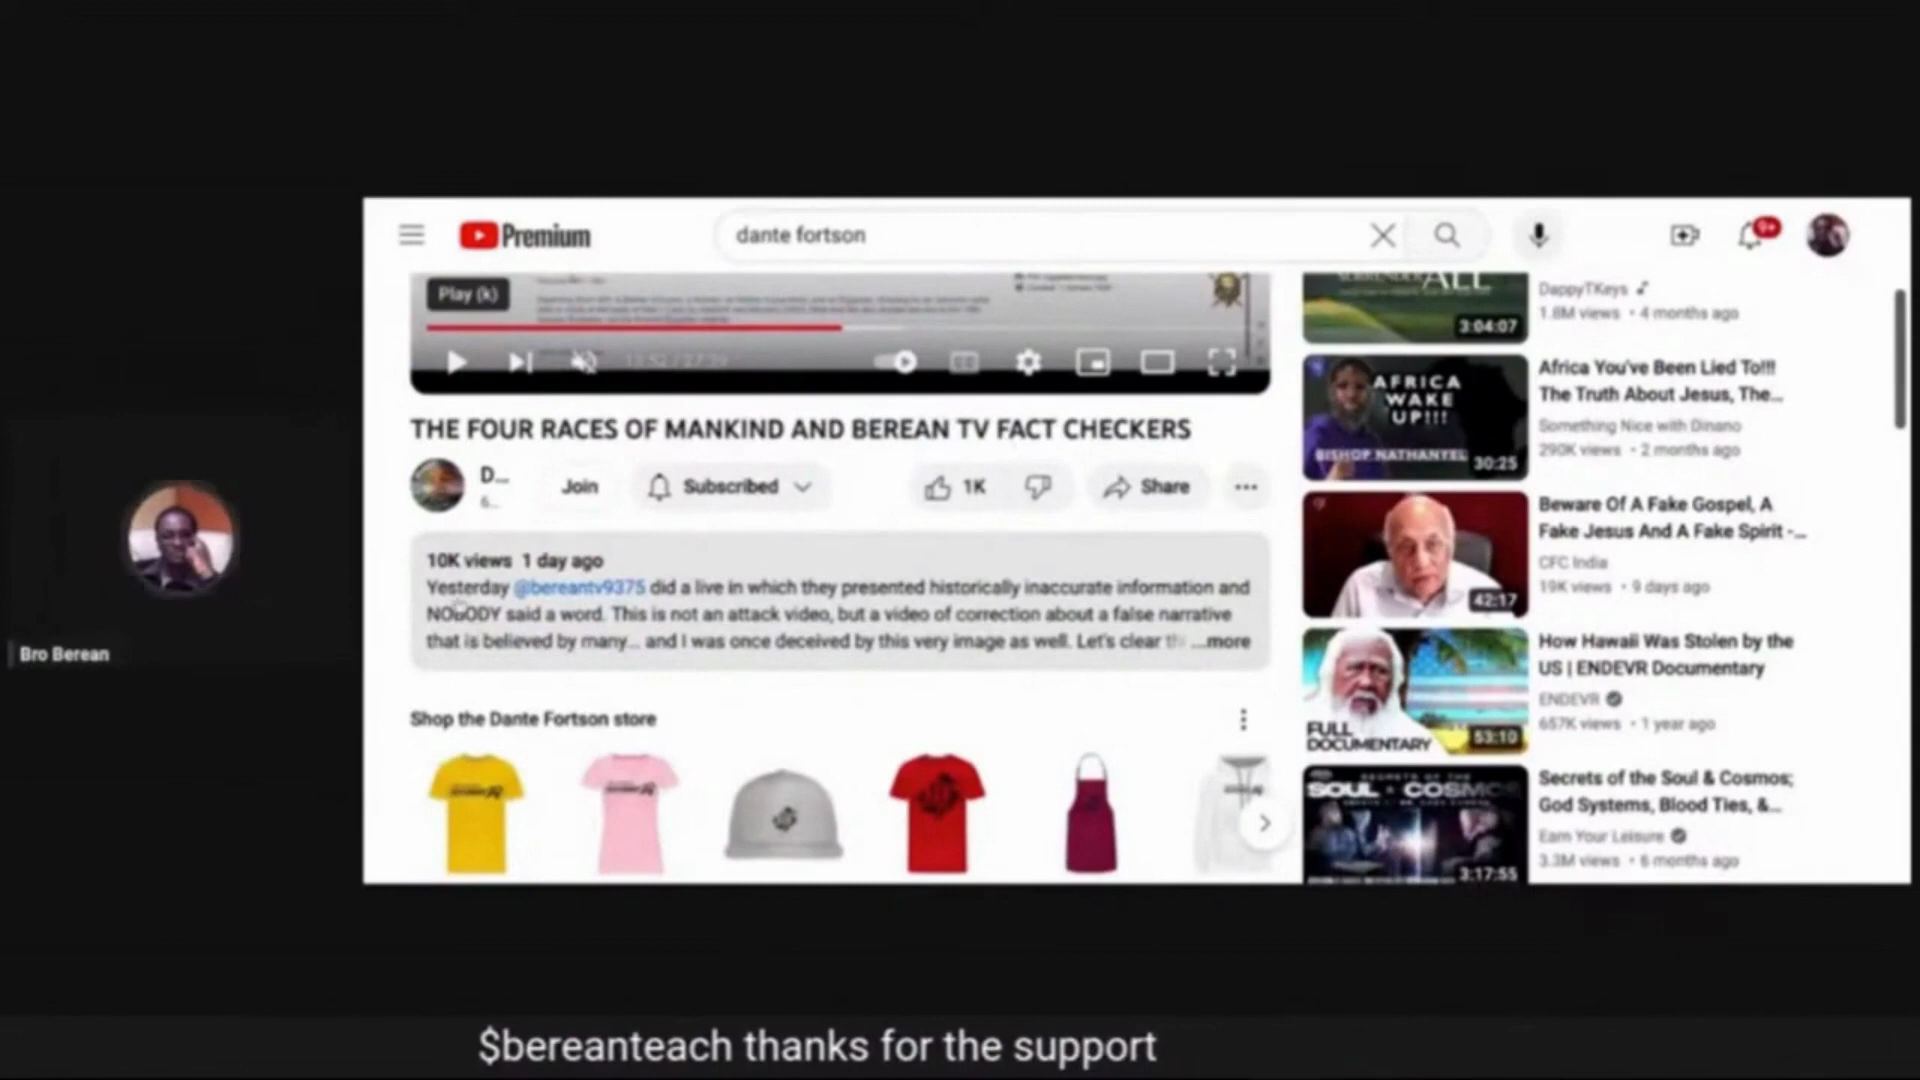 Premium
dante fortson
9+
Play (k)
THE FOUR RACES OF MANKIND AND BEREAN TV FACT CHECKERS
D...
6...
Join
Subscribed
1K
Share
10K views 1 day ago
Yesterday @bereantv9375 did a live in which they presented historically inaccurate information and
NOBODY said a word. This is not an attack video, but a video of correction about a false narrative
that is believed by many... and I was once deceived by this very image as well. Let's clear ...more
Shop the Dante Fortson store
ALL
3:04:07
DappyTKeys
1.8M views • 4 months ago
AFRICA
WAKE
UP!!!
BISHOP NATHANYEL
30:25
Africa You've Been Lied To!!!
The Truth About Jesus, The...
Something Nice with Dinano
290K views • 2 months ago
42:17
Beware Of A Fake Gospel, A
Fake Jesus And A Fake Spirit -...
CFC India
19K views • 9 days ago
FULL
DOCUMENTARY
53:10
How Hawaii Was Stolen by the
US | ENDEVR Documentary
ENDEVR
657K views • 1 year ago
SECRETS OF THE
SOUL + COSMOS
3:17:55
Secrets of the Soul & Cosmos;
God Systems, Blood Ties, &...
Earn Your Leisure
3.3M views • 6 months ago
Bro Berean
$bereanteach thanks for the support